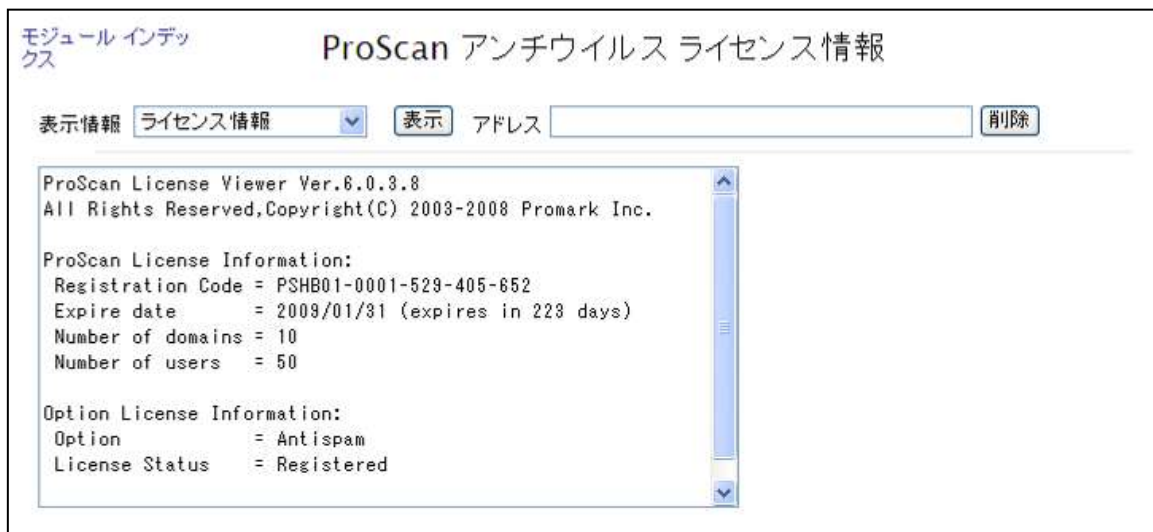 モジュール インデッ
クス
ProScan アンチウイルス ライセンス情報
表示情報 ライセンス情報 表示 アドレス 削除
ProScan License Viewer Ver.6.0.3.8
All Rights Reserved,Copyright(C) 2003-2008 Promark Inc.
ProScan License Information:
Registration Code = PSHB01-0001-529-405-652
Expire date = 2009/01/31 (expires in 223 days)
Number of domains = 10
Number of users = 50
Option License Information:
Option = Antispam
License Status = Registered